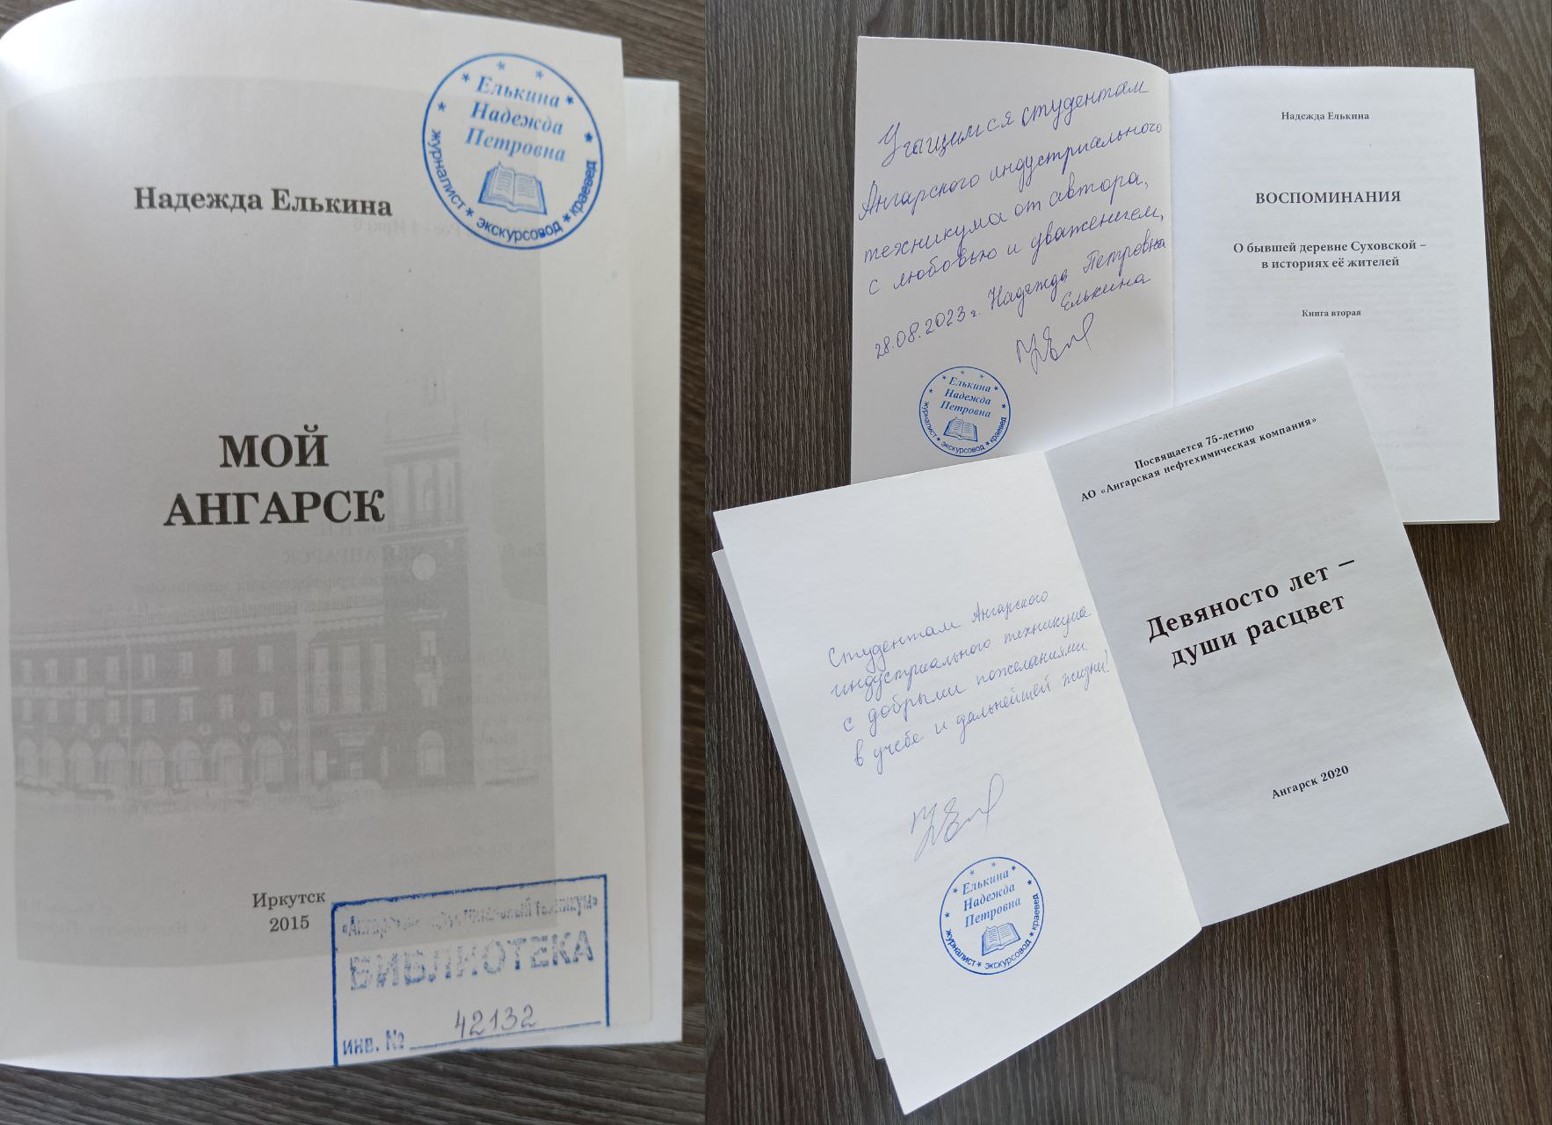 Елькина
Надежда
Петровна
журналист * экскурсовод * краевед
Надежда Елькина
МОЙ
АНГАРСК
Иркутск
2015
БИБЛИОТЕКА
инв. № 42132
Учащимся студентам
Ангарского индустриального
техникума от автора,
с любовью и уважением,
28.08.2023 г. Надежда Петровна
Елькина
Елькина
Надежда
Петровна
журналист * экскурсовод * краевед
Надежда Елькина
ВОСПОМИНАНИЯ
О бывшей деревне Суховской –
в историях её жителей
Книга вторая
Студентам Ангарского
индустриального техникума
с добрыми пожеланиями
в учебе и дальнейшей жизни!
Елькина
Надежда
Петровна
журналист * экскурсовод * краевед
Посвящается 75-летию
АО «Ангарская нефтехимическая компания»
Девяносто лет –
души расцвет
Ангарск 2020